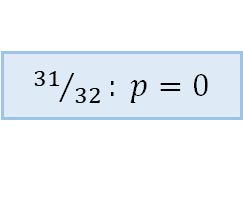 31/32: p = 0